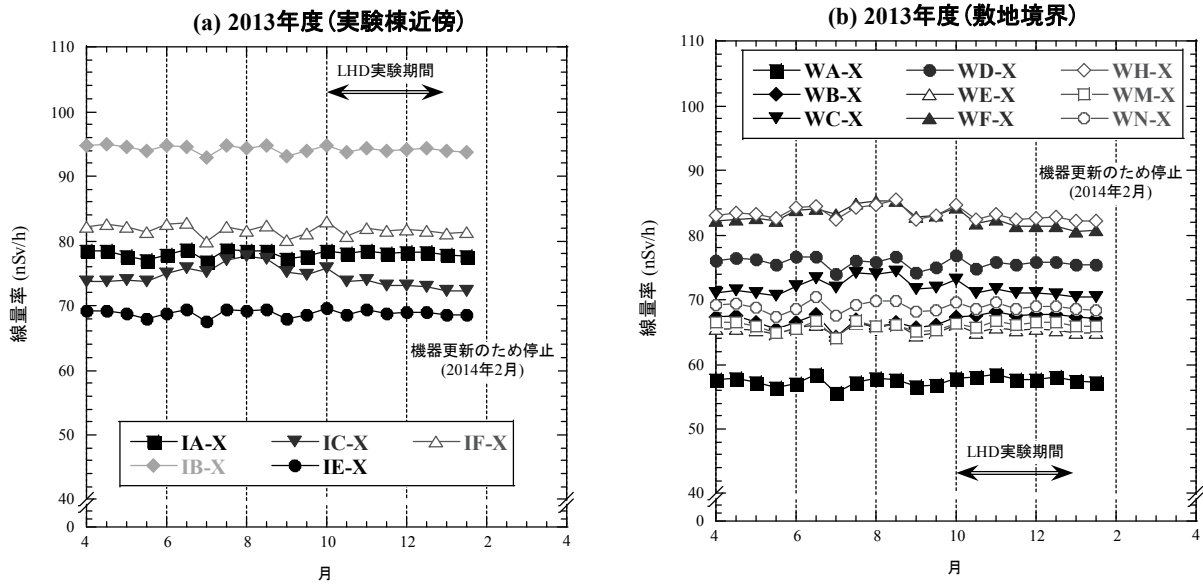 (a) 2013年度(実験棟近傍)
110
100
90
80
70
60
50
40
0
線量率 (nSv/h)
LHD実験期間
機器更新のため停止
(2014年2月)
IA-X IC-X IF-X
IB-X IE-X
4 6 8 10 12 2 4
月
(b) 2013年度(敷地境界)
110
100
90
80
70
60
50
40
0
線量率 (nSv/h)
WA-X WD-X WH-X
WB-X WE-X WM-X
WC-X WF-X WN-X
機器更新のため停止
(2014年2月)
LHD実験期間
4 6 8 10 12 2 4
月